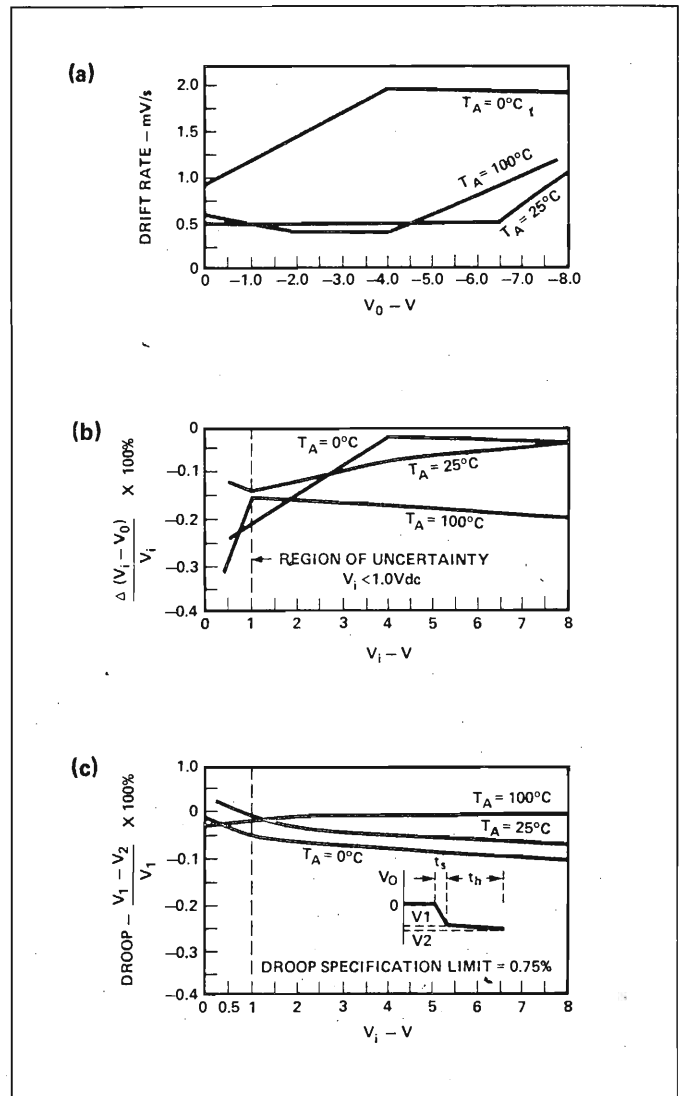 (a)
DRIFT RATE – mV/s
2.0
1.5
1.0
0.5
0
T_A = 0°C
T_A = 100°C
T_A = 25°C
0 –1.0 –2.0 –3.0 –4.0 –5.0 –6.0 –7.0 –8.0
V_0 – V
(b)
Δ (V_i – V_0)
V_i
X 100%
0
–0.1
–0.2
–0.3
–0.4
T_A = 0°C
T_A = 25°C
T_A = 100°C
REGION OF UNCERTAINTY
V_i < 1.0Vdc
0 1 2 3 4 5 6 7 8
V_i – V
(c)
DROOP – V_1 – V_2
V_1
X 100%
1.0
0
–0.1
–0.2
–0.3
–0.4
T_A = 100°C
T_A = 25°C
T_A = 0°C
t_s
V_O
t_h
0
V1
V2
DROOP SPECIFICATION LIMIT = 0.75%
0 0.5 1 2 3 4 5 6 7 8
V_i – V